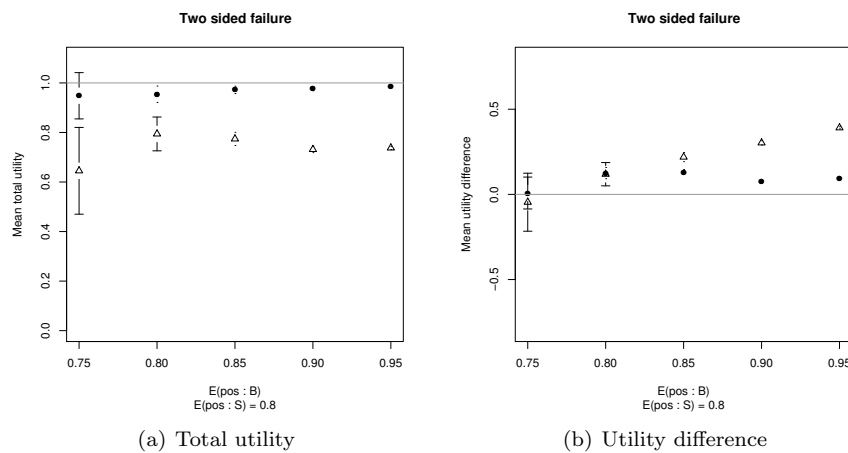 Two sided failure
Mean total utility
1.0
0.8
0.6
0.4
0.2
0.0
0.75 0.80 0.85 0.90 0.95
E(pos : B)
E(pos : S) = 0.8
(a) Total utility
Two sided failure
Mean utility difference
0.5
0.0
−0.5
0.75 0.80 0.85 0.90 0.95
E(pos : B)
E(pos : S) = 0.8
(b) Utility difference